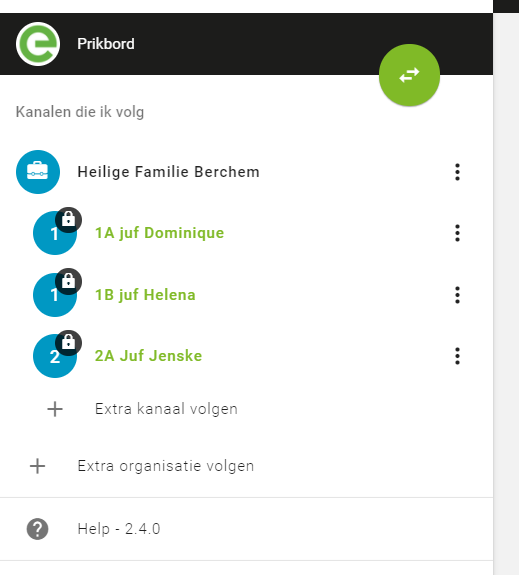 Prikbord
Kanalen die ik volg
Heilige Familie Berchem
1 1A juf Dominique
1 1B juf Helena
2 2A Juf Jenske
Extra kanaal volgen
Extra organisatie volgen
Help - 2.4.0